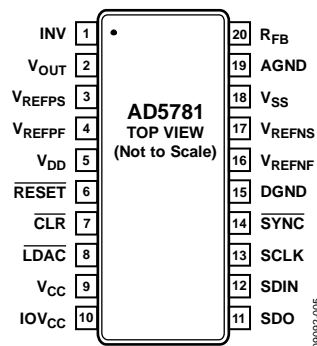 INV 1
VOUT 2
VREFPS 3
VREFPF 4
VDD 5
RESET 6
CLR 7
LDAC 8
VCC 9
IOVCC 10
AD5781
TOP VIEW
(Not to Scale)
20 RFB
19 AGND
18 VSS
17 VREFNS
16 VREFNF
15 DGND
14 SYNC
13 SCLK
12 SDIN
11 SDO